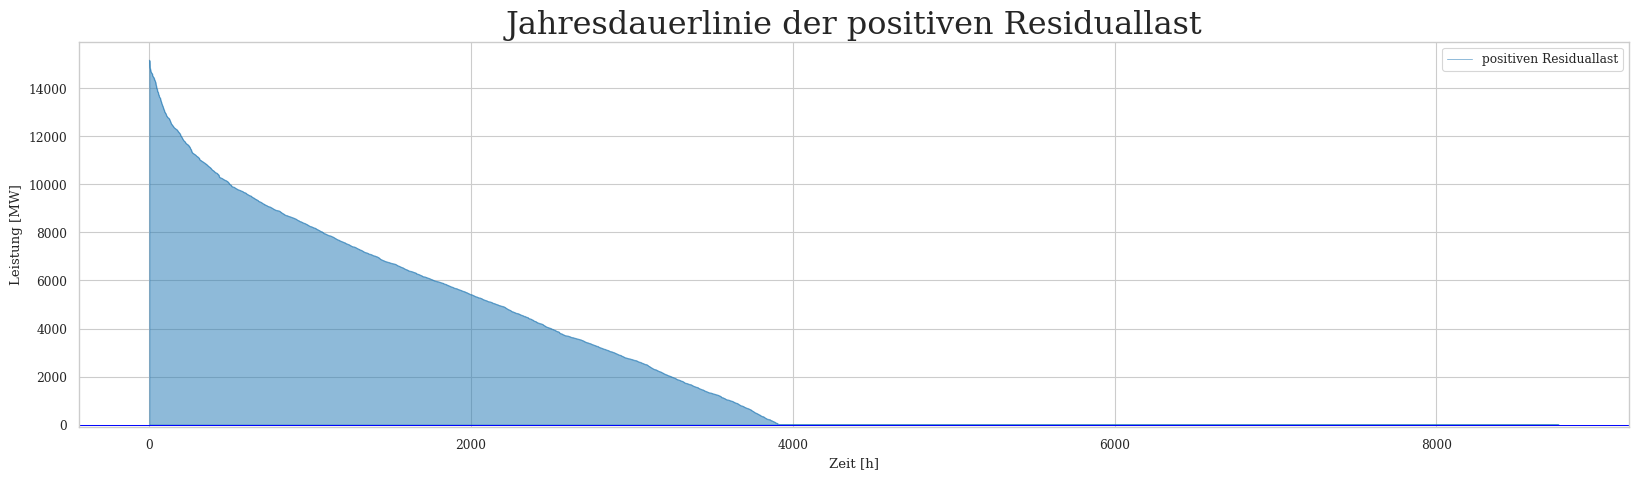 Jahresdauerlinie der positiven Residuallast
positiven Residuallast
14000
12000
10000
8000
6000
4000
2000
0
Leistung [MW]
0 2000 4000 6000 8000
Zeit [h]